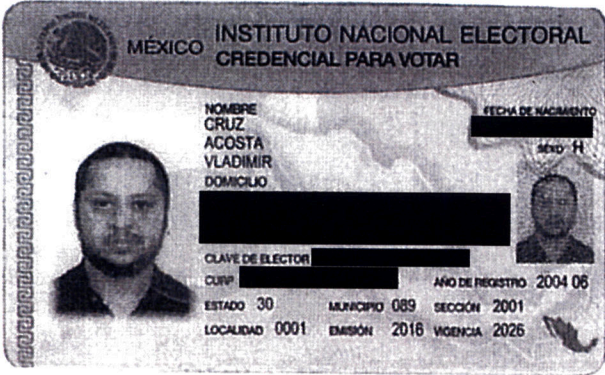 MÉXICO INSTITUTO NACIONAL ELECTORAL
CREDENCIAL PARA VOTAR
NOMBRE
FECHA DE NACIMIENTO
CRUZ
ACOSTA
SEXO H
VLADIMIR
DOMICILIO
CLAVE DE ELECTOR
CURP
AÑO DE REGISTRO 2004 06
ESTADO 30 MUNICIPIO 089 SECCIÓN 2001
LOCALIDAD 0001 EMISIÓN 2016 VIGENCIA 2026